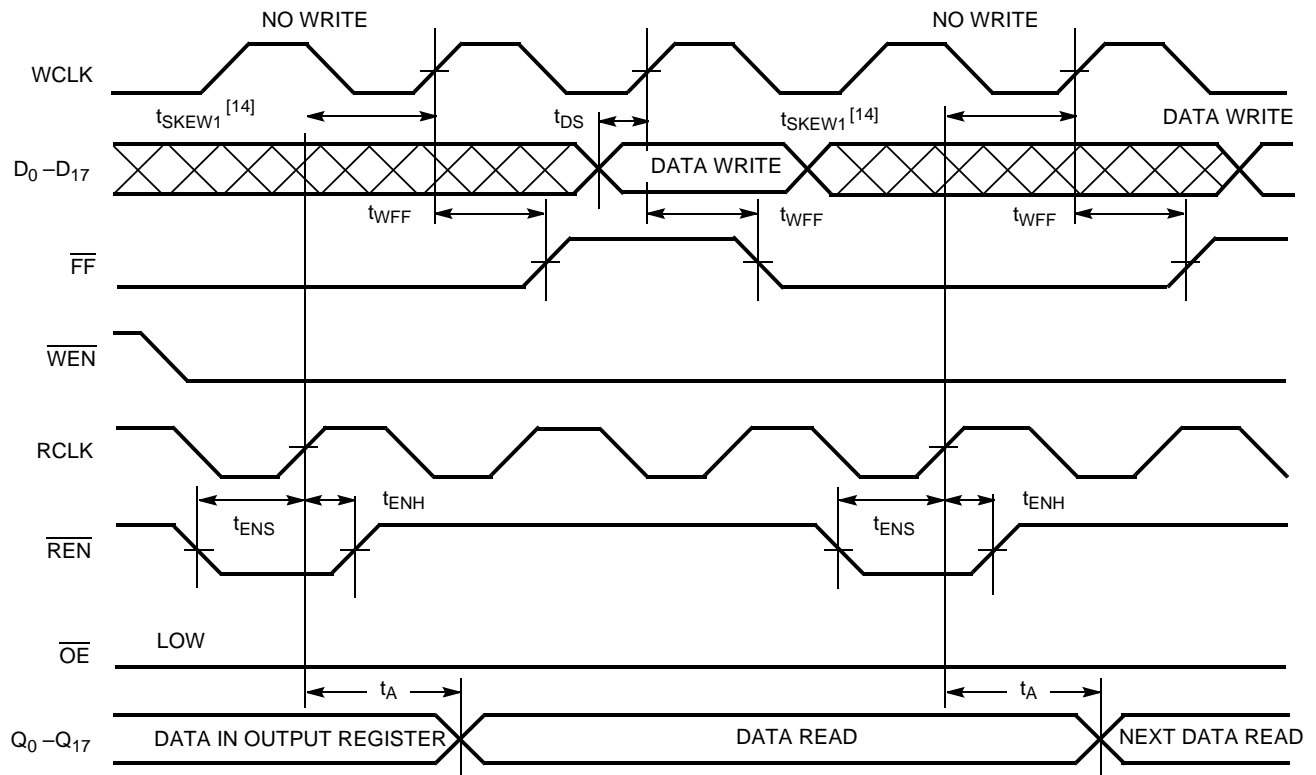 NO WRITE NO WRITE
WCLK
tSKEW1 [14] tDS tSKEW1 [14] DATA WRITE
D0 –D17 DATA WRITE
tWFF tWFF tWFF
FF
WEN
RCLK
tENS tENH tENS tENH
REN
OE LOW
tA tA
Q0 –Q17 DATA IN OUTPUT REGISTER DATA READ NEXT DATA READ